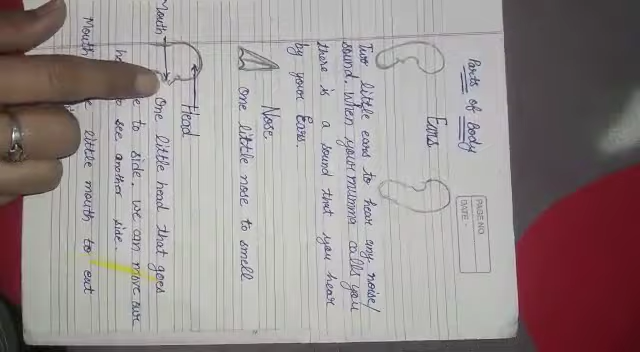 PAGE NO.
DATE -
Parts of Body
Ears
Two little ears to hear any noise/
sound. When your mumma calls you
there is a sound that you hear
by your Ears.
Nose
One little nose to smell
Head
Mouth
One little head that goes
to side. we can move our
to see another side.
Mouth little mouth to eat